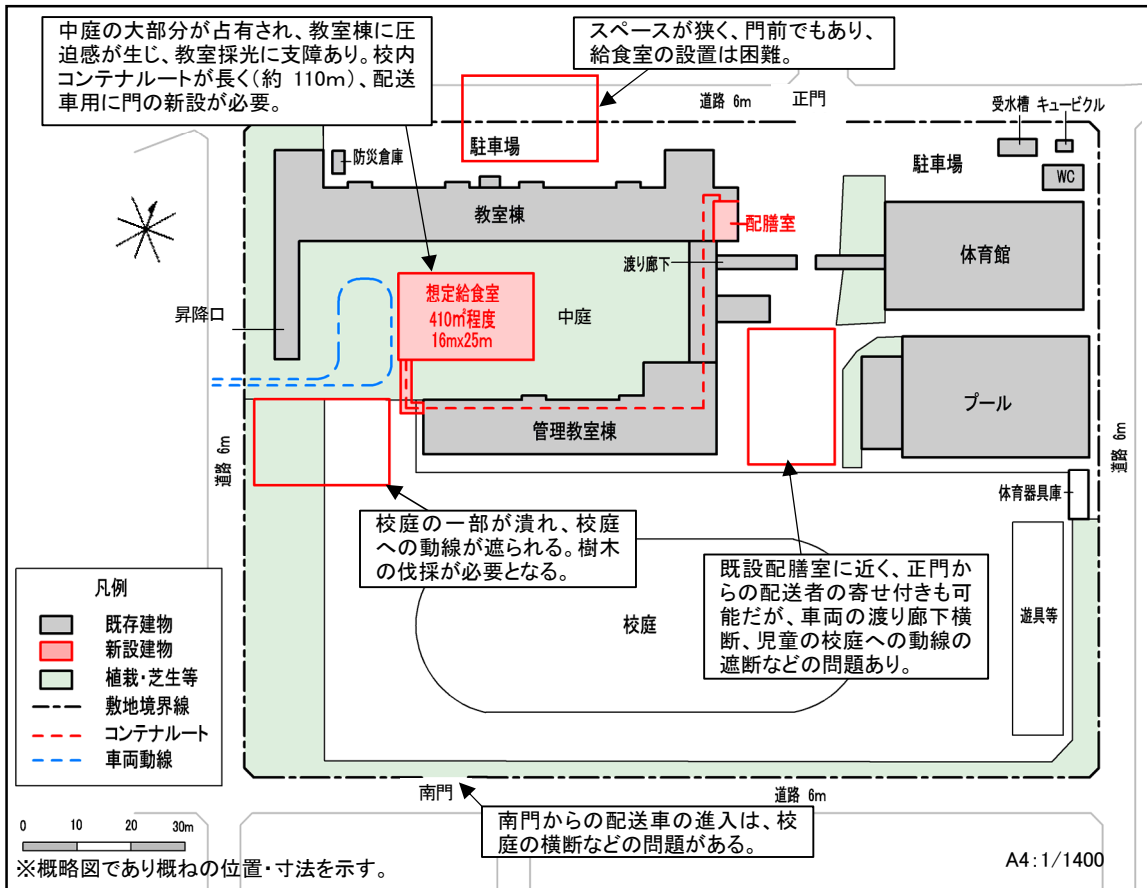 中庭の大部分が占有され、教室棟に圧
迫感が生じ、教室採光に支障あり。校内
コンテナルートが長く(約 110m)、配送
車用に門の新設が必要。
スペースが狭く、門前でもあり、
給食室の設置は困難。
道路 6m
正門
受水槽 キュービクル
駐車場
防災倉庫
駐車場
WC
教室棟
配膳室
体育館
渡り廊下
昇降口
想定給食室
410㎡程度
16mx25m
中庭
プール
管理教室棟
道路 6m
道路 6m
体育器具庫
校庭の一部が潰れ、校庭
への動線が遮られる。樹木
の伐採が必要となる。
既設配膳室に近く、正門か
らの配送者の寄せ付きも可
能だが、車両の渡り廊下横
断、児童の校庭への動線の
遮断などの問題あり。
校庭
遊具等
凡例
既存建物
新設建物
植栽・芝生等
敷地境界線
コンテナルート
車両動線
南門
道路 6m
南門からの配送車の進入は、校
庭の横断などの問題がある。
0 10 20 30m
※概略図であり概ねの位置・寸法を示す。
A4:1/1400